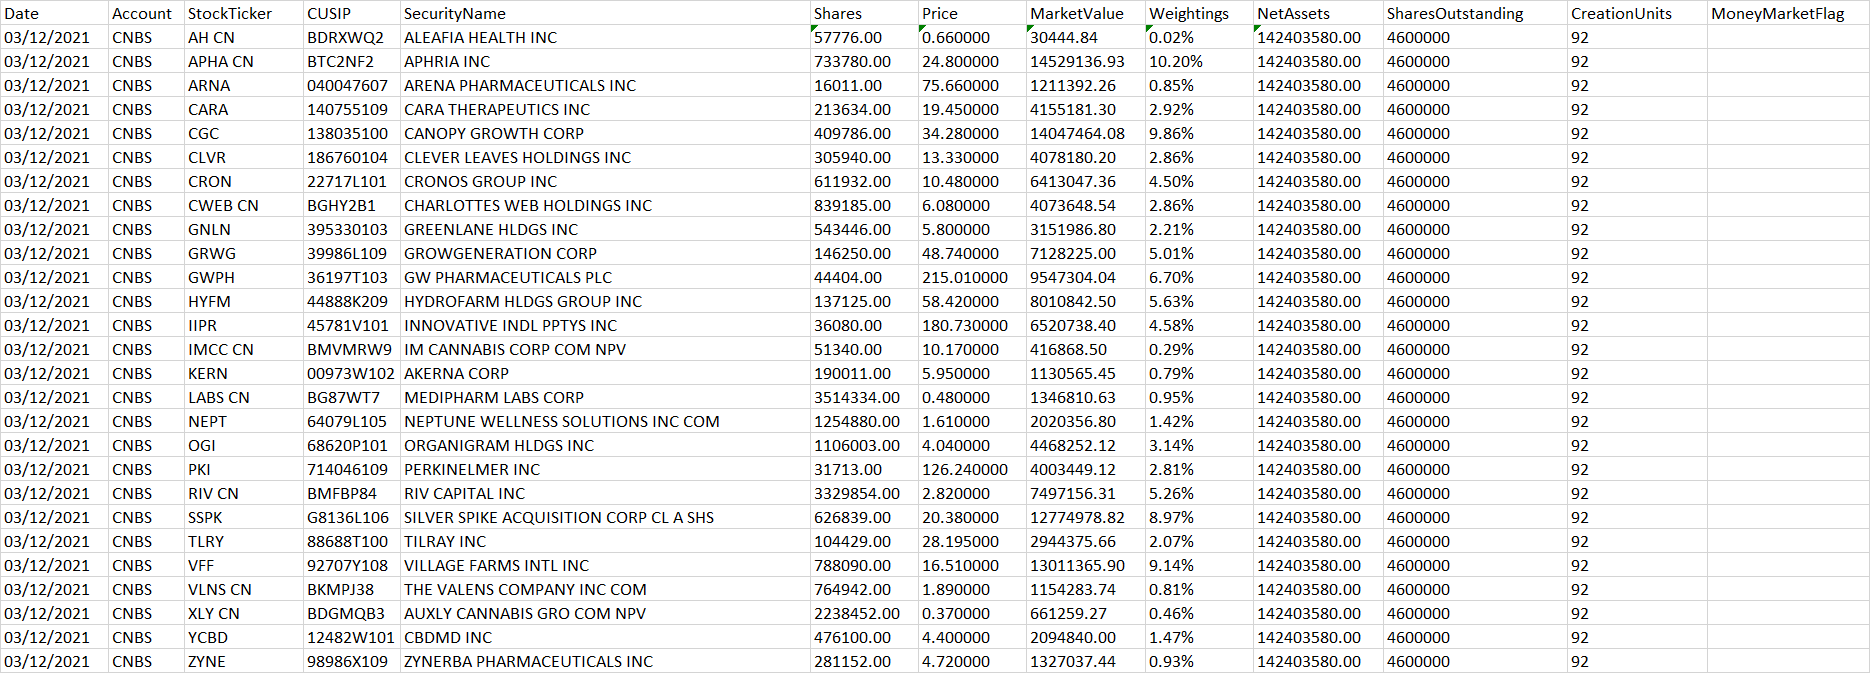 Date Account StockTicker CUSIP SecurityName Shares Price MarketValue Weightings NetAssets SharesOutstanding CreationUnits MoneyMarketFlag
03/12/2021 CNBS AH CN BDRXWQ2 ALEAFIA HEALTH INC 57776.00 0.660000 30444.84 0.02% 142403580.00 4600000 92
03/12/2021 CNBS APHA CN BTC2NF2 APHRIA INC 733780.00 24.800000 14529136.93 10.20% 142403580.00 4600000 92
03/12/2021 CNBS ARNA 040047607 ARENA PHARMACEUTICALS INC 16011.00 75.660000 1211392.26 0.85% 142403580.00 4600000 92
03/12/2021 CNBS CARA 140755109 CARA THERAPEUTICS INC 213634.00 19.450000 4155181.30 2.92% 142403580.00 4600000 92
03/12/2021 CNBS CGC 138035100 CANOPY GROWTH CORP 409786.00 34.280000 14047464.08 9.86% 142403580.00 4600000 92
03/12/2021 CNBS CLVR 186760104 CLEVER LEAVES HOLDINGS INC 305940.00 13.330000 4078180.20 2.86% 142403580.00 4600000 92
03/12/2021 CNBS CRON 22717L101 CRONOS GROUP INC 611932.00 10.480000 6413047.36 4.50% 142403580.00 4600000 92
03/12/2021 CNBS CWEB CN BGHY2B1 CHARLOTTES WEB HOLDINGS INC 839185.00 6.080000 4073648.54 2.86% 142403580.00 4600000 92
03/12/2021 CNBS GNLN 395330103 GREENLANE HLDGS INC 543446.00 5.800000 3151986.80 2.21% 142403580.00 4600000 92
03/12/2021 CNBS GRWG 39986L109 GROWGENERATION CORP 146250.00 48.740000 7128225.00 5.01% 142403580.00 4600000 92
03/12/2021 CNBS GWPH 36197T103 GW PHARMACEUTICALS PLC 44404.00 215.010000 9547304.04 6.70% 142403580.00 4600000 92
03/12/2021 CNBS HYFM 44888K209 HYDROFARM HLDGS GROUP INC 137125.00 58.420000 8010842.50 5.63% 142403580.00 4600000 92
03/12/2021 CNBS IIPR 45781V101 INNOVATIVE INDL PPTYS INC 36080.00 180.730000 6520738.40 4.58% 142403580.00 4600000 92
03/12/2021 CNBS IMCC CN BMVMRW9 IM CANNABIS CORP COM NPV 51340.00 10.170000 416868.50 0.29% 142403580.00 4600000 92
03/12/2021 CNBS KERN 00973W102 AKERNA CORP 190011.00 5.950000 1130565.45 0.79% 142403580.00 4600000 92
03/12/2021 CNBS LABS CN BG87WT7 MEDIPHARM LABS CORP 3514334.00 0.480000 1346810.63 0.95% 142403580.00 4600000 92
03/12/2021 CNBS NEPT 64079L105 NEPTUNE WELLNESS SOLUTIONS INC COM 1254880.00 1.610000 2020356.80 1.42% 142403580.00 4600000 92
03/12/2021 CNBS OGI 68620P101 ORGANIGRAM HLDGS INC 1106003.00 4.040000 4468252.12 3.14% 142403580.00 4600000 92
03/12/2021 CNBS PKI 714046109 PERKINELMER INC 31713.00 126.240000 4003449.12 2.81% 142403580.00 4600000 92
03/12/2021 CNBS RIV CN BMFBP84 RIV CAPITAL INC 3329854.00 2.820000 7497156.31 5.26% 142403580.00 4600000 92
03/12/2021 CNBS SSPK G8136L106 SILVER SPIKE ACQUISITION CORP CL A SHS 626839.00 20.380000 12774978.82 8.97% 142403580.00 4600000 92
03/12/2021 CNBS TLRY 88688T100 TILRAY INC 104429.00 28.195000 2944375.66 2.07% 142403580.00 4600000 92
03/12/2021 CNBS VFF 92707Y108 VILLAGE FARMS INTL INC 788090.00 16.510000 13011365.90 9.14% 142403580.00 4600000 92
03/12/2021 CNBS VLNS CN BKMPJ38 THE VALENS COMPANY INC COM 764942.00 1.890000 1154283.74 0.81% 142403580.00 4600000 92
03/12/2021 CNBS XLY CN BDGMQB3 AUXLY CANNABIS GRO COM NPV 2238452.00 0.370000 661259.27 0.46% 142403580.00 4600000 92
03/12/2021 CNBS YCBD 12482W101 CBDMD INC 476100.00 4.400000 2094840.00 1.47% 142403580.00 4600000 92
03/12/2021 CNBS ZYNE 98986X109 ZYNERBA PHARMACEUTICALS INC 281152.00 4.720000 1327037.44 0.93% 142403580.00 4600000 92